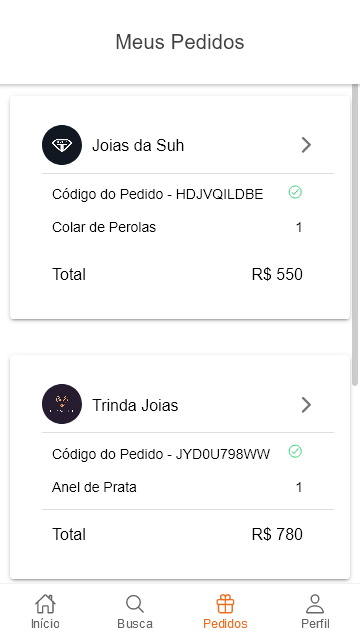 Meus Pedidos
Joias da Suh
Código do Pedido - HDJVQILDBE
Colar de Perolas 1
Total R$ 550
Trinda Joias
Código do Pedido - JYD0U798WW
Anel de Prata 1
Total R$ 780
Início Busca Pedidos Perfil